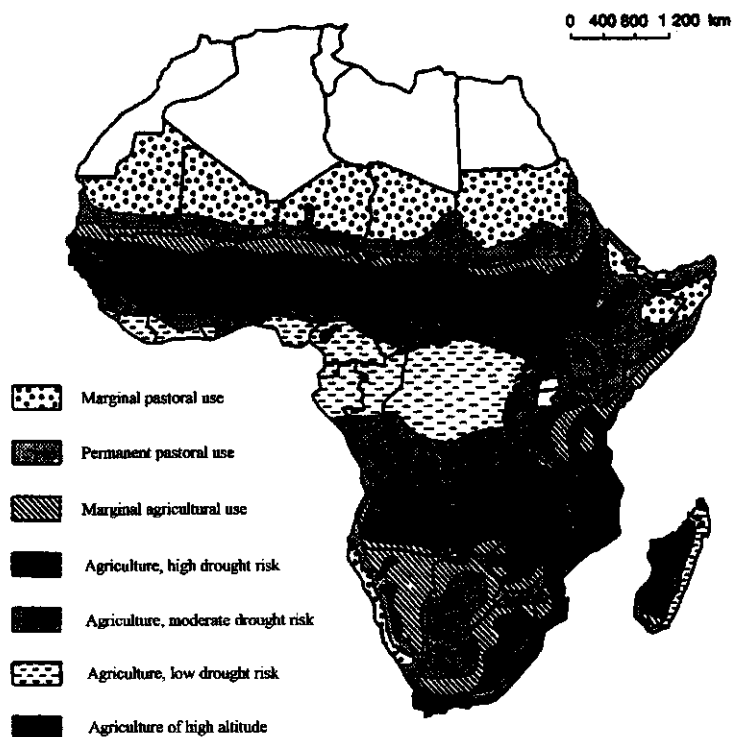 0 400 800 1 200 km
Marginal pastoral use
Permanent pastoral use
Marginal agricultural use
Agriculture, high drought risk
Agriculture, moderate drought risk
Agriculture, low drought risk
Agriculture of high altitude